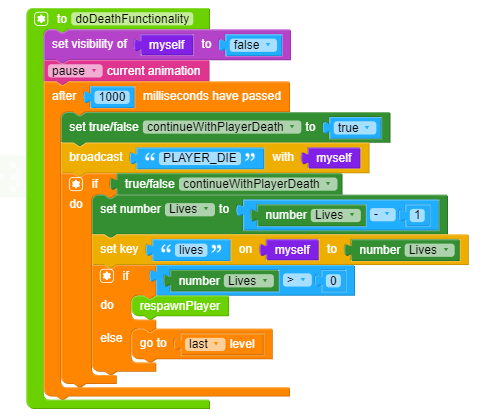 to doDeathFunctionality
set visibility of myself to false
pause current animation
after 1000 milliseconds have passed
set true/false continueWithPlayerDeath to true
broadcast “ PLAYER_DIE ” with myself
if true/false continueWithPlayerDeath
do set number Lives to number Lives - 1
set key “ lives ” on myself to number Lives
if number Lives > 0
do respawnPlayer
else go to last level